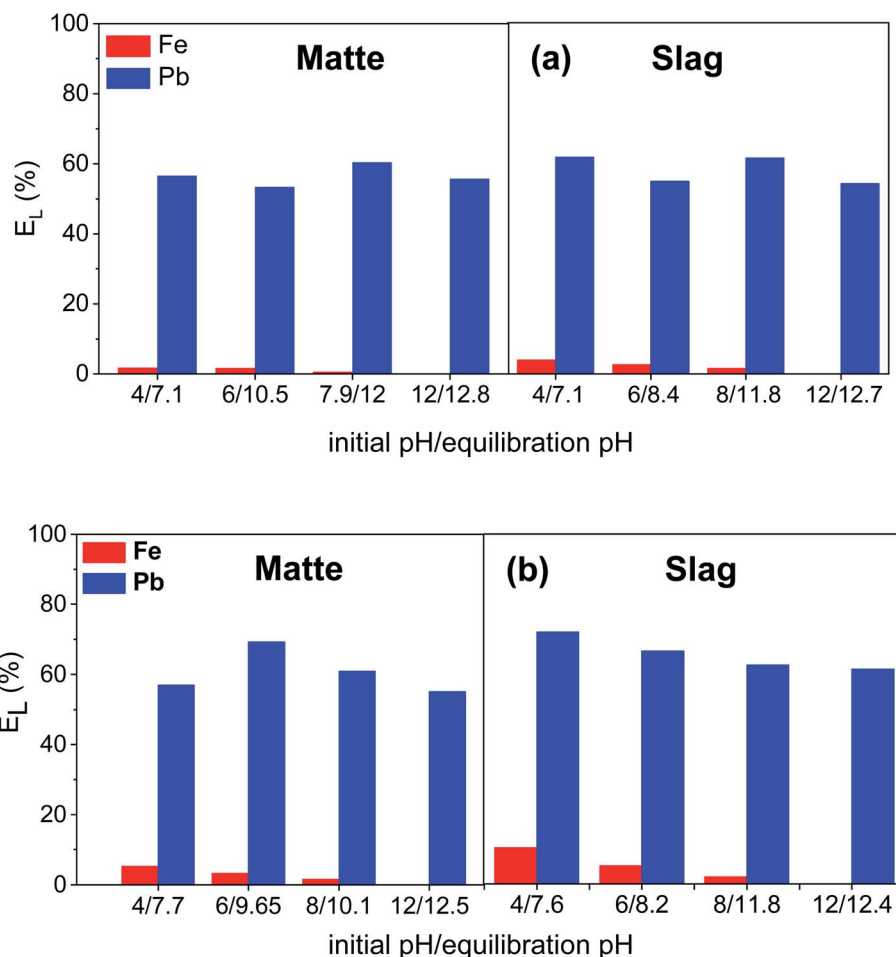 100
80
60
40
20
0
E_L (%)
Fe
Pb
Matte
(a)
Slag
4/7.1 6/10.5 7.9/12 12/12.8 4/7.1 6/8.4 8/11.8 12/12.7
initial pH/equilibration pH
100
80
60
40
20
0
E_L (%)
Fe
Pb
Matte
(b)
Slag
4/7.7 6/9.65 8/10.1 12/12.5 4/7.6 6/8.2 8/11.8 12/12.4
initial pH/equilibration pH